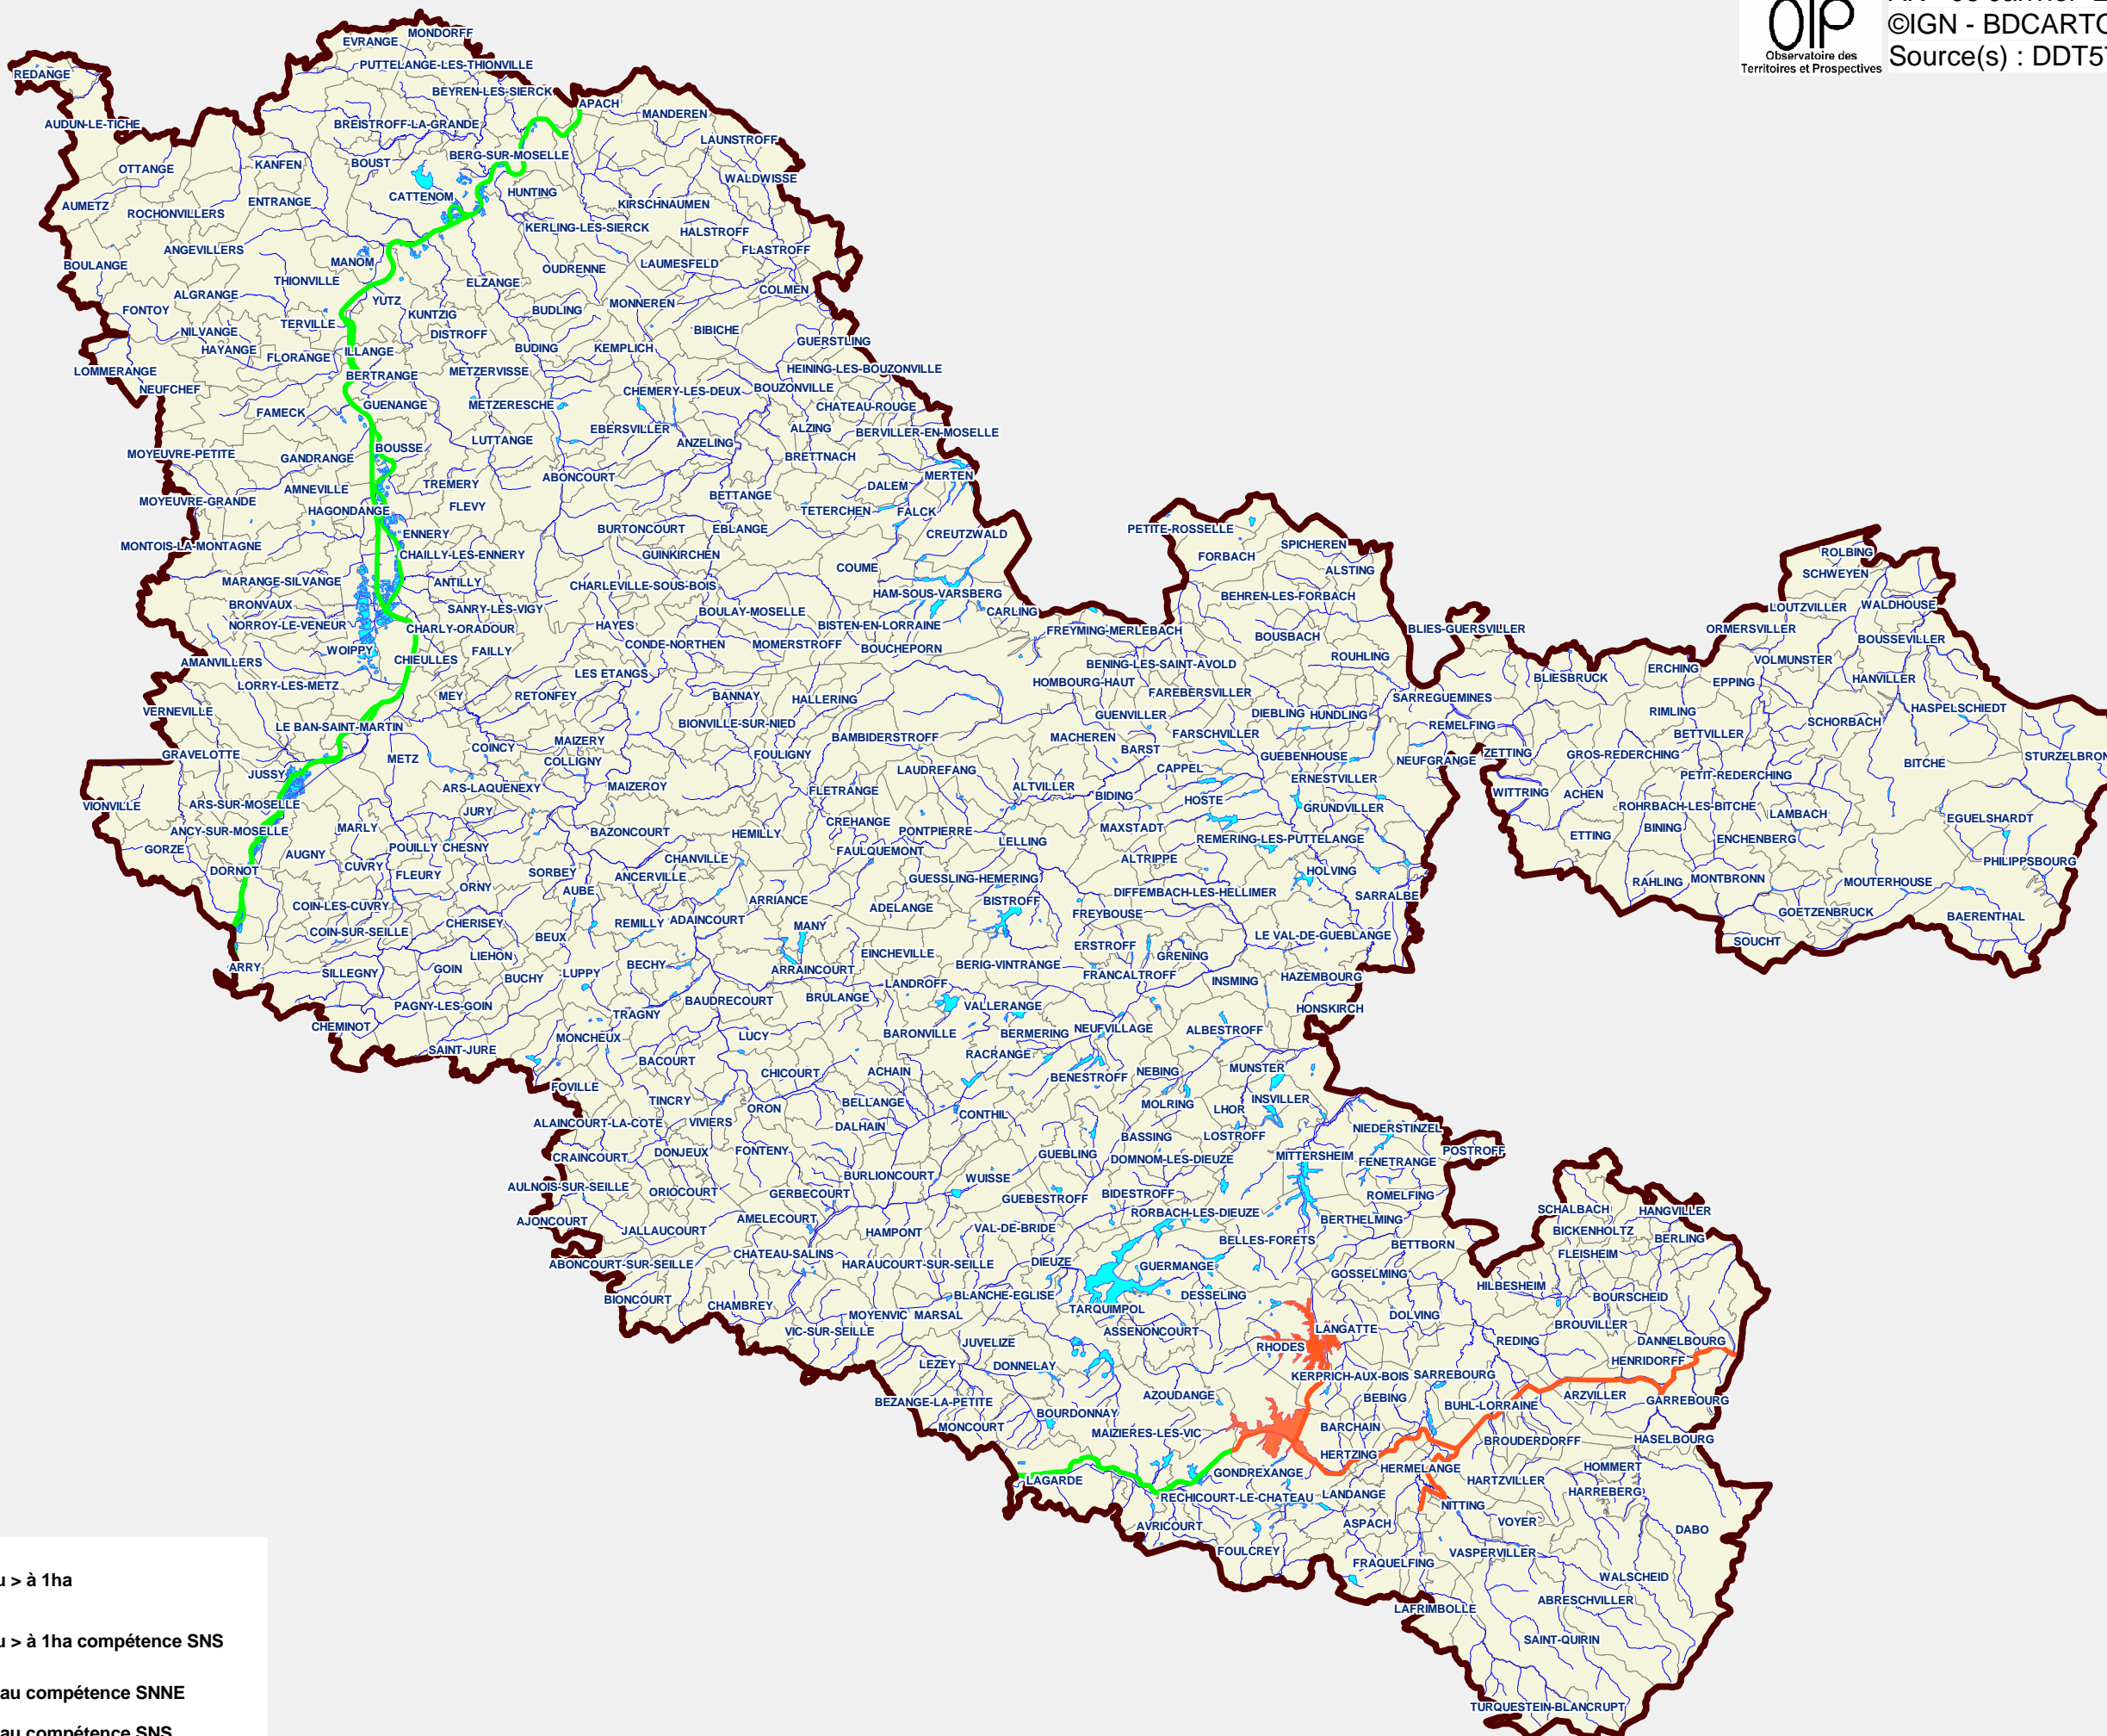 ©IGN - BDCARTO
Observatoire des
Territoires et Prospectives
Source(s) : DDT57
MONDORFF
EVRANGE
PUTTELANGE-LES-THIONVILLE
REDANGE
BEYREN-LES-SIERCK
APACH
MANDEREN
AUDUN-LE-TICHE
BREISTROFF-LA-GRANDE
LAUNSTROFF
BERG-SUR-MOSELLE
OTTANGE
KANFEN
BOUST
WALDWISSE
HUNTING
CATTENOM
ENTRANGE
KIRSCHNAUMEN
AUMETZ
ROCHONVILLERS
KERLING-LES-SIERCK
HALSTROFF
ANGEVILLERS
FLASTROFF
BOULANGE
MANOM
LAUMESFELD
OUDRENNE
THIONVILLE
ELZANGE
COLMEN
ALGRANGE
YUTZ
MONNEREN
FONTOY
KUNTZIG
BUDLING
TERVILLE
NILVANGE
DISTROFF
BIBICHE
HAYANGE
FLORANGE
ILLANGE
BUDING
KEMPLICH
GUERSTLING
LOMMERANGE
BERTRANGE
METZERVISSE
HEINING-LES-BOUZONVILLE
NEUFCHEF
CHEMERY-LES-DEUX
BOUZONVILLE
FAMECK
GUENANGE
METZERESCHE
CHATEAU-ROUGE
EBERSVILLER
ALZING
BERVILLER-EN-MOSELLE
LUTTANGE
ANZELING
MOYEUVRE-PETITE
GANDRANGE
BOUSSE
BRETTNACH
ABONCOURT
MERTEN
AMNEVILLE
TREMERY
DALEM
MOYEUVRE-GRANDE
BETTANGE
HAGONDANGE
FLEVY
TETERCHEN
FALCK
PETITE-ROSSELLE
BURTONCOURT
EBLANGE
ENNERY
CREUTZWALD
SPICHEREN
MONTOIS-LA-MONTAGNE
CHAILLY-LES-ENNERY
GUINKIRCHEN
FORBACH
ROLBING
COUME
ALSTING
SCHWEYEN
MARANGE-SILVANGE
ANTILLY
CHARLEVILLE-SOUS-BOIS
HAM-SOUS-VARSBERG
BEHREN-LES-FORBACH
BRONVAUX
SANRY-LES-VIGY
BOULAY-MOSELLE
CARLING
LOUTZVILLER
WALDHOUSE
NORROY-LE-VENEUR
CHARLY-ORADOUR
HAYES
BISTEN-EN-LORRAINE
FREYMING-MERLEBACH
BOUSBACH
BLIES-GUERSVILLER
ORMERSVILLER
BOUSSEVILLER
WOIPPY
FAILLY
CONDE-NORTHEN
MOMERSTROFF
BOUCHEPORN
ROUHLING
AMANVILLERS
CHIEULLES
BENING-LES-SAINT-AVOLD
VOLMUNSTER
ERCHING
LORRY-LES-METZ
LES ETANGS
HOMBOURG-HAUT
BLIESBRUCK
EPPING
HANVILLER
MEY
RETONFEY
BANNAY
HALLERING
FAREBERSVILLER
SARREGUEMINES
VERNEVILLE
GUENVILLER
DIEBLING
HUNDLING
RIMLING
HASPELSCHIEDT
LE BAN-SAINT-MARTIN
BIONVILLE-SUR-NIED
REMELFING
SCHORBACH
MAIZERY
BAMBIDERSTROFF
MACHEREN
FARSCHVILLER
BETTVILLER
GRAVELOTTE
METZ
COINCY
COLLIGNY
FOULIGNY
BARST
GUEBENHOUSE
NEUFGRANGE
ZETTING
GROS-REDERCHING
STURZELBRON
JUSSY
LAUDREFANG
CAPPEL
BITCHE
ARS-LAQUENEXY
MAIZEROY
FLETRANGE
ALTVILLER
ERNESTVILLER
PETIT-REDERCHING
VIONVILLE
ARS-SUR-MOSELLE
BIDING
HOSTE
GRUNDVILLER
WITTRING
ACHEN
ROHRBACH-LES-BITCHE
LAMBACH
JURY
CREHANGE
EGUELSHARDT
ANCY-SUR-MOSELLE
MARLY
BAZONCOURT
HEMILLY
PONTPIERRE
MAXSTADT
BINING
GORZE
POUILLY
CHESNY
LELLING
REMERING-LES-PUTTELANGE
ETTING
ENCHENBERG
AUGNY
CHANVILLE
FAULQUEMONT
ALTRIPPE
PHILIPPSBOURG
DORNOT
CUVRY
FLEURY
SORBEY
ANCERVILLE
GUESSLING-HEMERING
HOLVING
RAHLING
MONTBRONN
MOUTERHOUSE
ORNY
AUBE
ARRIANCE
BISTROFF
DIFFEMBACH-LES-HELLIMER
SARRALBE
COIN-LES-CUVRY
ADELANGE
FREYBOUSE
GOETZENBRUCK
BAERENTHAL
COIN-SUR-SEILLE
CHERISEY
REMILLY
ADAINCOURT
MANY
BEUX
LE VAL-DE-GUEBLANGE
SOUCHT
ARRY
LIEHON
EINCHEVILLE
ERSTROFF
GRENING
SILLEGNY
GOIN
BUCHY
LUPPY
BECHY
ARRAINCOURT
BERIG-VINTRANGE
FRANCALTROFF
INSMING
HAZEMBOURG
LANDROFF
PAGNY-LES-GOIN
BAUDRECOURT
BRULANGE
VALLERANGE
HONSKIRCH
TRAGNY
CHEMINOT
MONCHEUX
LUCY
BARONVILLE
BERMERING
NEUFVILLAGE
ALBESTROFF
SAINT-JURE
BACOURT
RACRANGE
CHICOURT
ACHAIN
BENESTROFF
NEBING
MUNSTER
FOVILLE
TINCRY
ORON
BELLANGE
CONTHIL
MOLRING
LHOR
INSVILLER
ALAINCOURT-LA-COTE
VIVIERS
DALHAIN
BASSING
LOSTROFF
NIEDERSTINZEL
CRAINCOURT
DONJEUX
FONTENY
GUEBLING
DOMNOM-LES-DIEUZE
MITTERSHEIM
FENETRANGE
POSTROFF
AULNOIS-SUR-SEILLE
ORIOCOURT
GERBECOURT
BURLIONCOURT
WUISSE
GUEBESTROFF
BIDESTROFF
ROMELFING
AJONCOURT
JALLAUCOURT
AMELECOURT
HAMPONT
VAL-DE-BRIDE
RORBACH-LES-DIEUZE
BERTHELMING
SCHALBACH
HANGVILLER
BICKENHOLTZ
BERLING
ABONCOURT-SUR-SEILLE
CHATEAU-SALINS
HARAUCOURT-SUR-SEILLE
DIEUZE
BELLES-FORETS
BETTBORN
FLEISHEIM
GUERMANGE
GOSSELMING
HILBESHEIM
BIONCOURT
CHAMBREY
BLANCHE-EGLISE
DESSELING
BOURSCHEID
MOYENVIC
MARSAL
TARQUIMPOL
DOLVING
VIC-SUR-SEILLE
ASSENONCOURT
LANGATTE
BROUVILLER
JUVELIZE
RHODES
REDING
DANNELBOURG
LEZEY
DONNELAY
HENRIDORFF
KERPRICH-AUX-BOIS
SARREBOURG
BEZANGE-LA-PETITE
AZOUDANGE
BEBING
BUHL-LORRAINE
ARZVILLER
GARREBOURG
MONCOURT
BOURDONNAY
MAIZIERES-LES-VIC
BARCHAIN
BROUDERDORFF
HASELBOURG
HERTZING
LAGARDE
GONDREXANGE
HERMELANGE
HARTZVILLER
HOMMERT
RECHICOURT-LE-CHATEAU
LANDANGE
HARREBERG
NITTING
AVRICOURT
ASPACH
VOYER
DABO
FOULCREY
FRAQUELFING
VASPERVILLER
WALSCHEID
LAFRIMBOLLE
ABRESCHVILLER
SAINT-QUIRIN
TURQUESTEIN-BLANCRUPT
u > à 1ha
u > à 1ha compétence SNS
au compétence SNNE
au compétence SNS